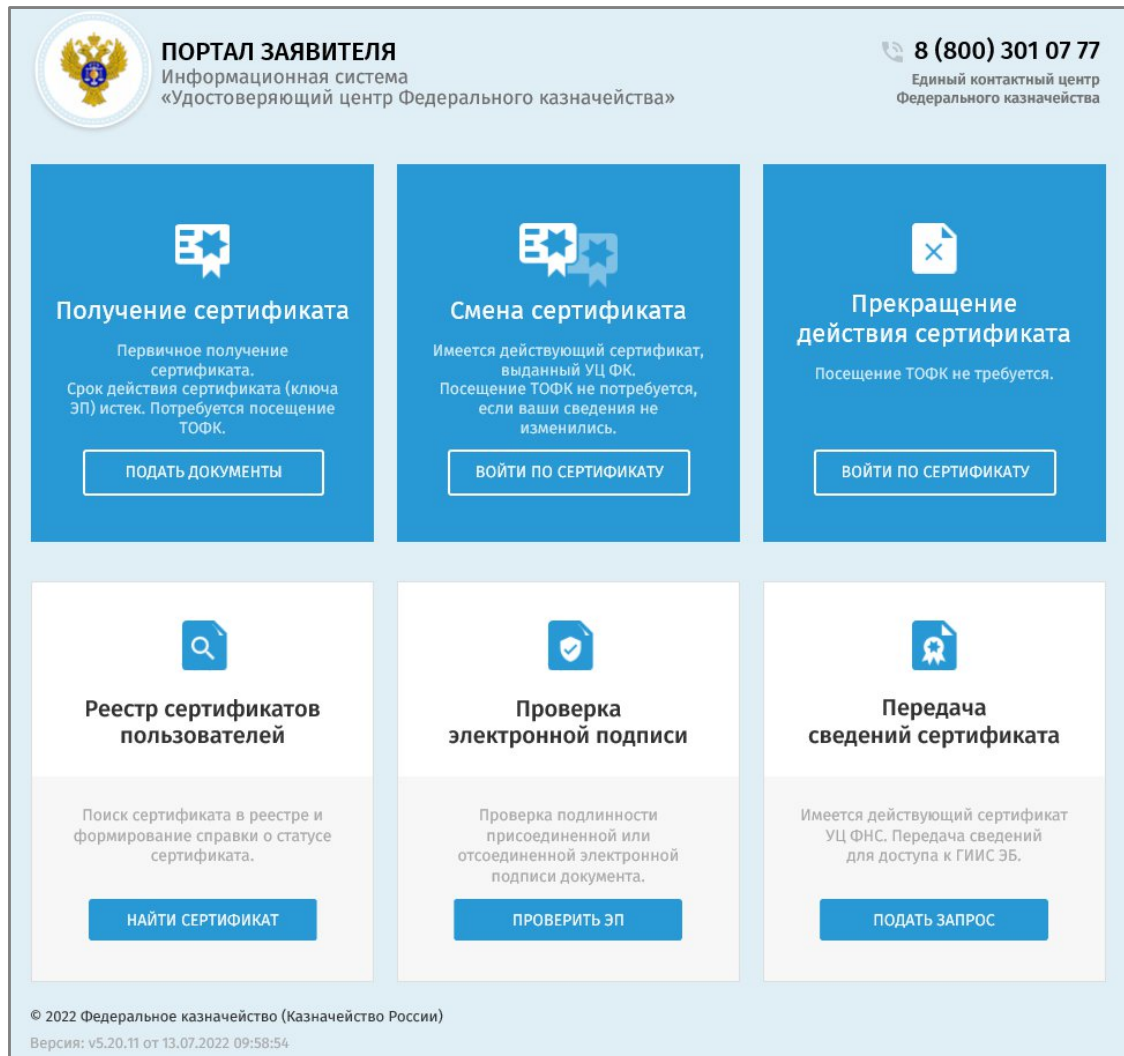 ПОРТАЛ ЗАЯВИТЕЛЯ
Информационная система
«Удостоверяющий центр Федерального казначейства»
8 (800) 301 07 77
Единый контактный центр
Федерального казначейства
Получение сертификата
Первичное получение
сертификата.
Срок действия сертификата (ключа
ЭП) истек. Потребуется посещение
ТОФК.
ПОДАТЬ ДОКУМЕНТЫ
Смена сертификата
Имеется действующий сертификат,
выданный УЦ ФК.
Посещение ТОФК не потребуется,
если ваши сведения не
изменились.
ВОЙТИ ПО СЕРТИФИКАТУ
Прекращение
действия сертификата
Посещение ТОФК не требуется.
ВОЙТИ ПО СЕРТИФИКАТУ
Реестр сертификатов
пользователей
Поиск сертификата в реестре и
формирование справки о статусе
сертификата.
НАЙТИ СЕРТИФИКАТ
Проверка
электронной подписи
Проверка подлинности
присоединенной или
отсоединенной электронной
подписи документа.
ПРОВЕРИТЬ ЭП
Передача
сведений сертификата
Имеется действующий сертификат
УЦ ФНС. Передача сведений
для доступа к ГИИС ЭБ.
ПОДАТЬ ЗАПРОС
© 2022 Федеральное казначейство (Казначейство России)
Версия: v5.20.11 от 13.07.2022 09:58:54